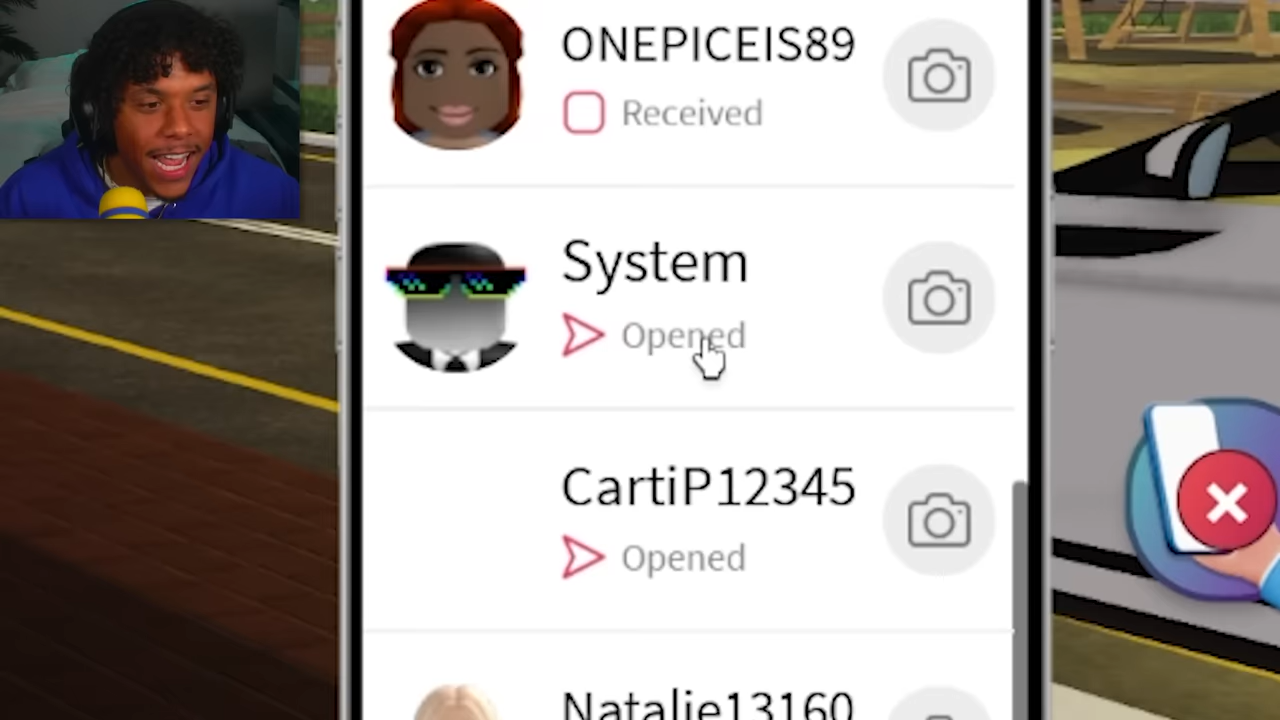 ONEPICEIS89
Received
System
Opened
CartiP12345
Opened
Natalie13160